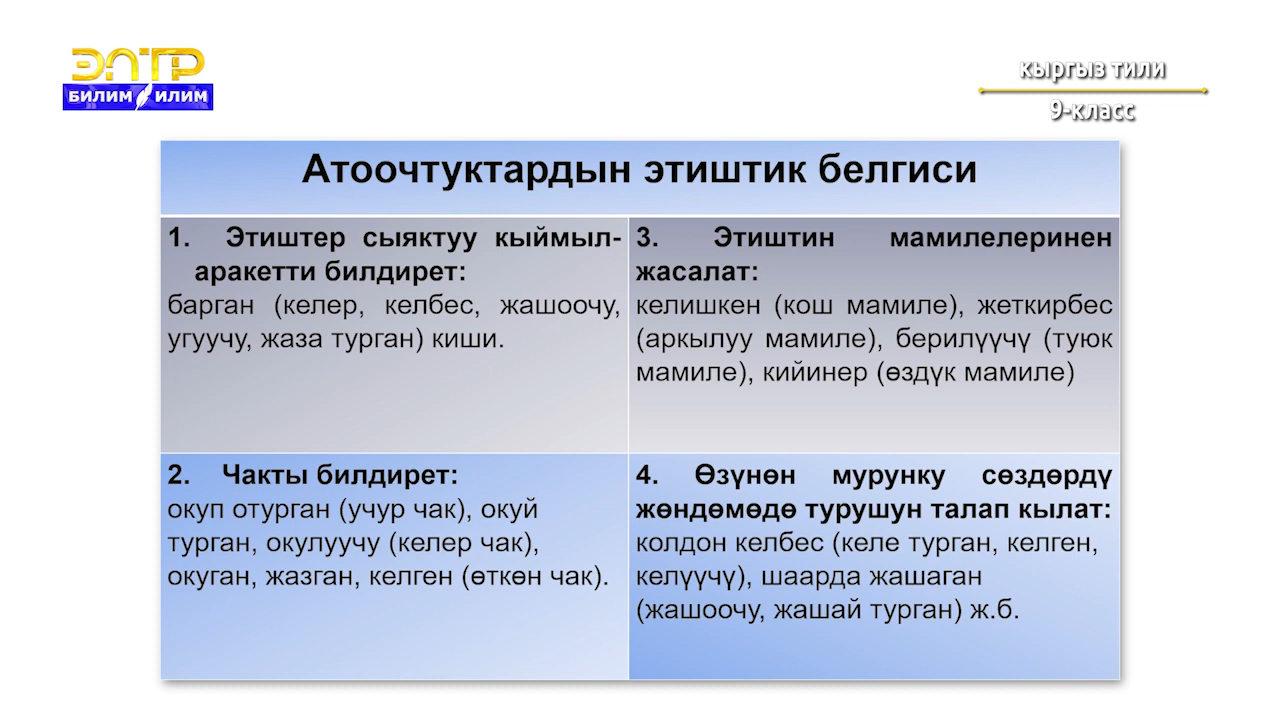 ЭЛТР
БИЛИМ ИЛИМ
кыргыз тили
9-класс
Атоочтуктардын этиштик белгиси
1. Этиштер сыяктуу кыймыл-
аракетти билдирет:
барган (келер, келбес, жашоочу,
угуучу, жаза турган) киши.
3. Этиштин мамилелеринен
жасалат:
келишкен (кош мамиле), жеткирбес
(аркылуу мамиле), берилүүчү (туюк
мамиле), кийинер (өздүк мамиле)
2. Чакты билдирет:
окуп отурган (учур чак), окуй
турган, окулуучу (келер чак),
окуган, жазган, келген (өткөн чак).
4. Өзүнөн мурунку сөздөрдү
жөндөмөдө турушун талап кылат:
колдон келбес (келе турган, келген,
келүүчү), шаарда жашаган
(жашоочу, жашай турган) ж.б.